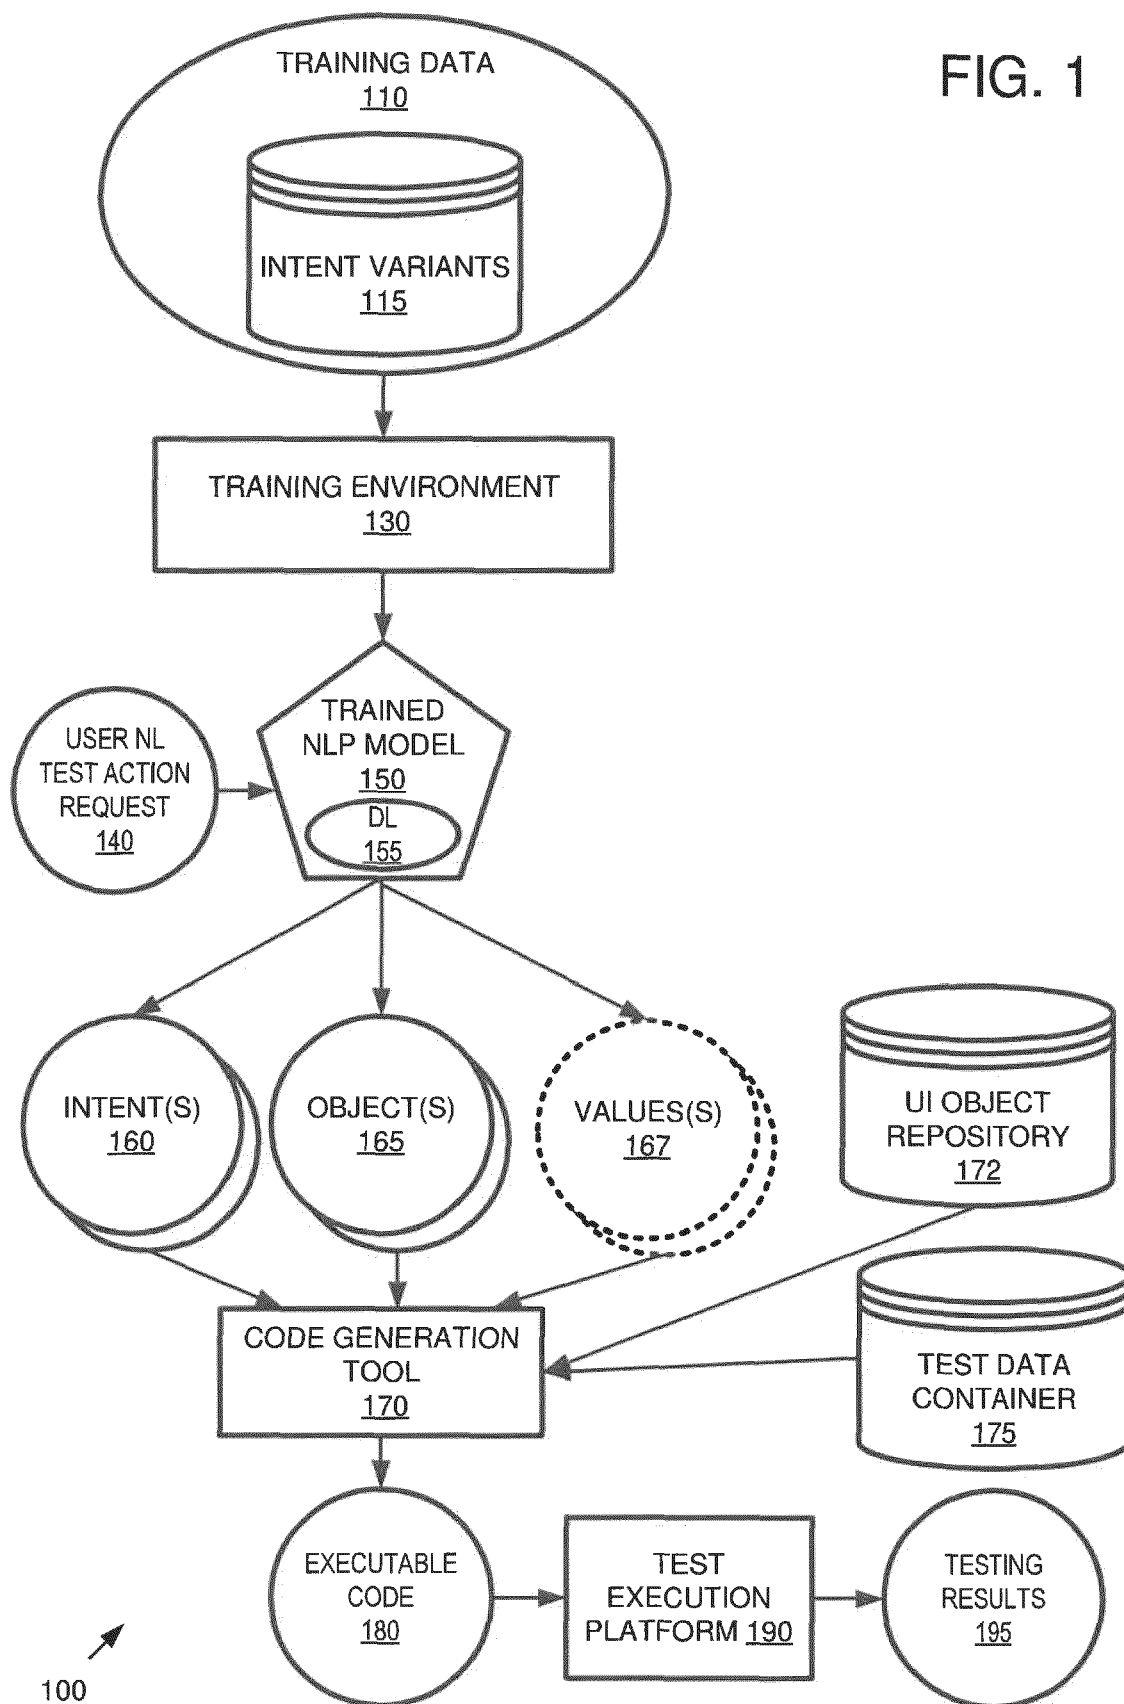 FIG. 1
TRAINING DATA
110
INTENT VARIANTS
115
TRAINING ENVIRONMENT
130
USER NL
TEST ACTION
REQUEST
140
TRAINED
NLP MODEL
150
DL
155
INTENT(S)
160
OBJECT(S)
165
VALUES(S)
167
UI OBJECT
REPOSITORY
172
CODE GENERATION
TOOL
170
TEST DATA
CONTAINER
175
EXECUTABLE
CODE
180
TEST
EXECUTION
PLATFORM 190
TESTING
RESULTS
195
100